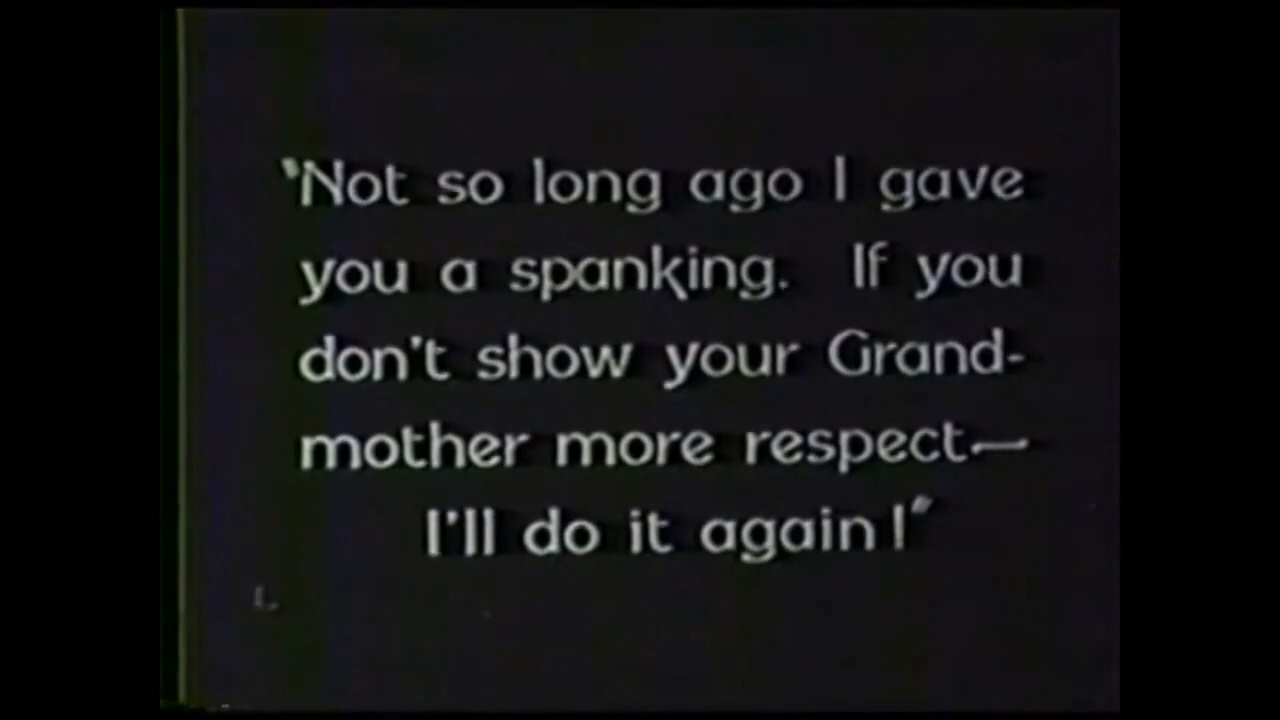 "Not so long ago I gave
you a spanking. If you
don't show your Grand-
mother more respect—
I'll do it again!"